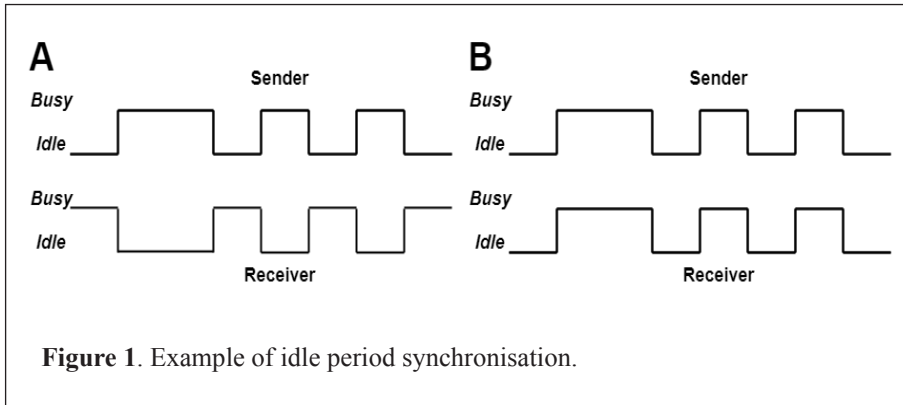 A
Sender
Busy
Idle
Busy
Idle
Receiver
B
Sender
Busy
Idle
Busy
Idle
Receiver
Figure 1. Example of idle period synchronisation.